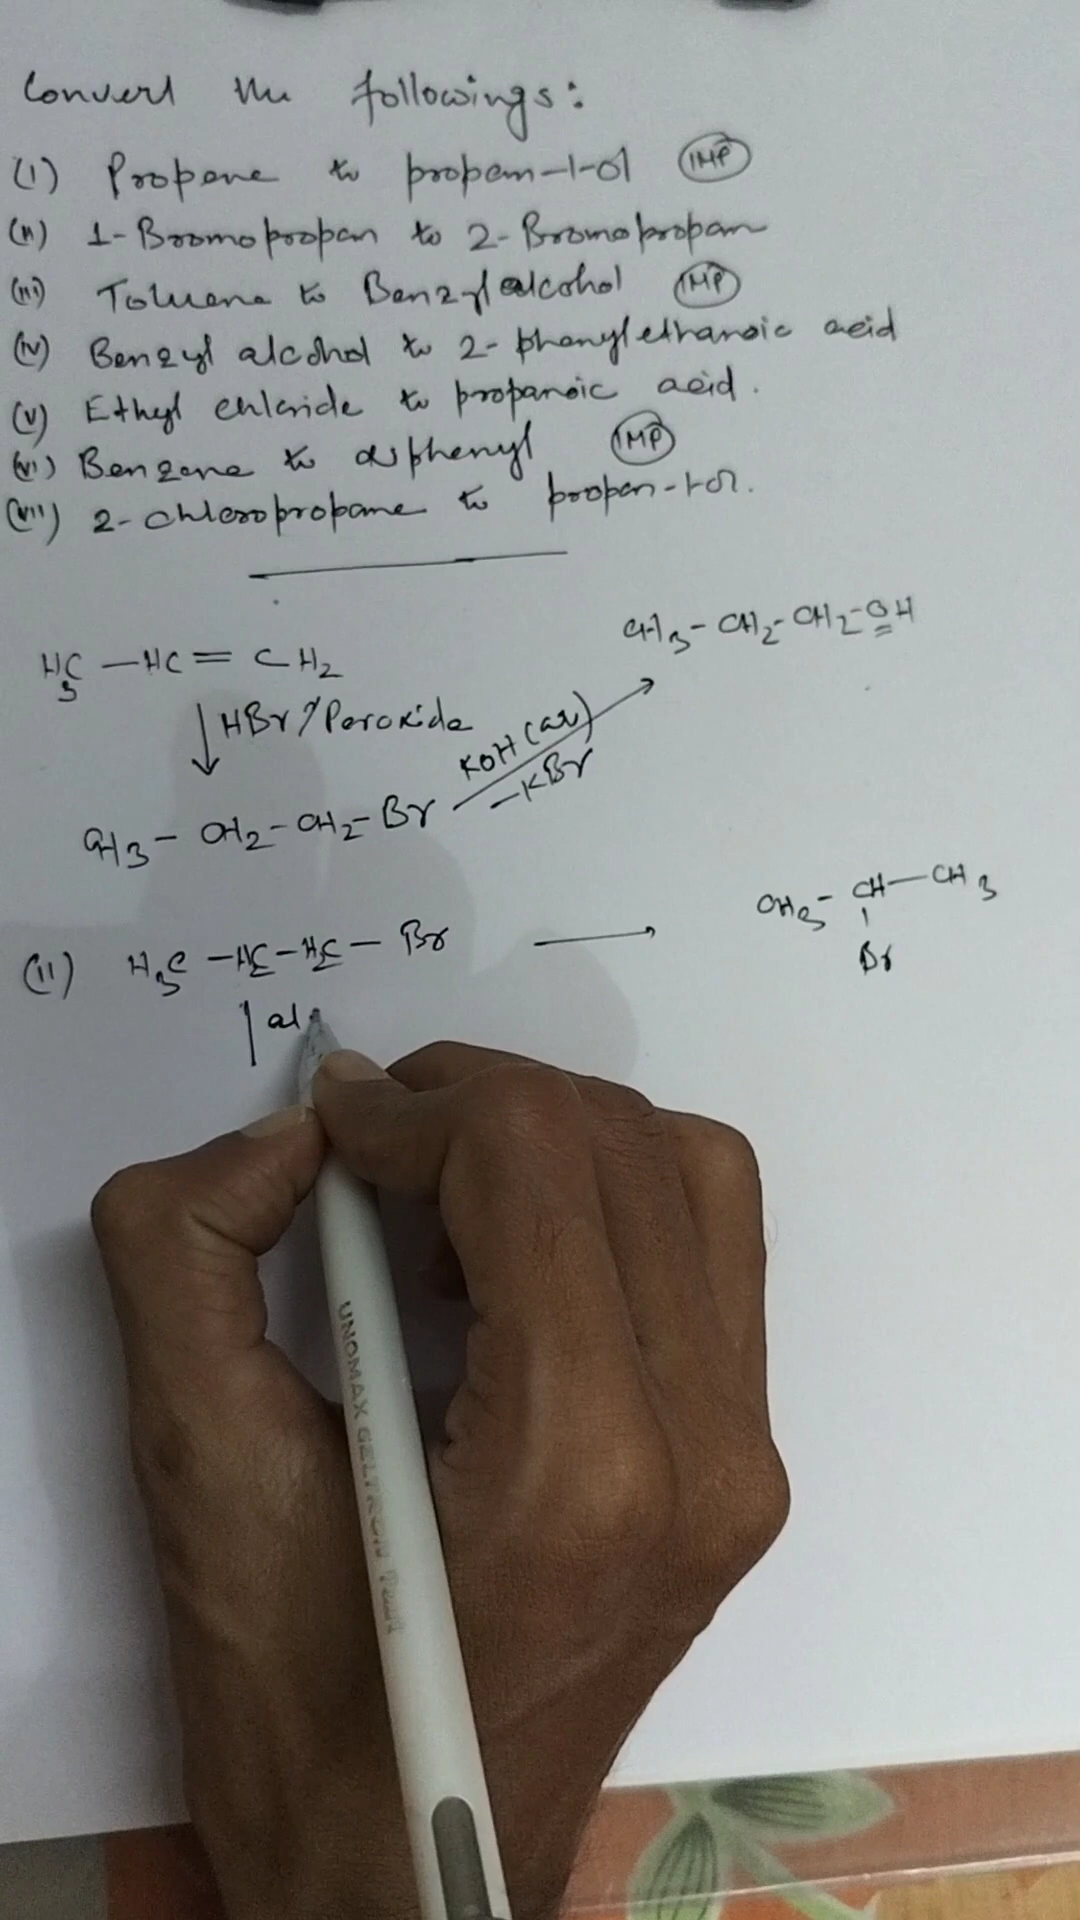 Convert the followings:
(i) Propene to propan-1-ol IMP
(ii) 1-Bromopropan to 2-Bromopropan
(iii) Toluene to Benzyl alcohol IMP
(iv) Benzyl alcohol to 2-phenylethanoic acid
(v) Ethyl chloride to propanoic acid.
(vi) Benzene to diphenyl IMP
(vii) 2-chloropropane to propan-1-ol.
CH3-CH2-CH2-OH
H3C-HC=CH2
HBr/Peroxide
KOH(aq)
-KBr
CH3-CH2-CH2-Br
CH3-CH-CH3
Br
(ii) H3C-H2C-H2C-Br
al
UNOMAX GELTRON